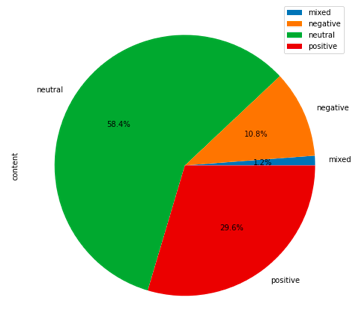 mixed
negative
neutral
positive
neutral
negative
58.4%
10.8%
content
1.2%
mixed
29.6%
positive